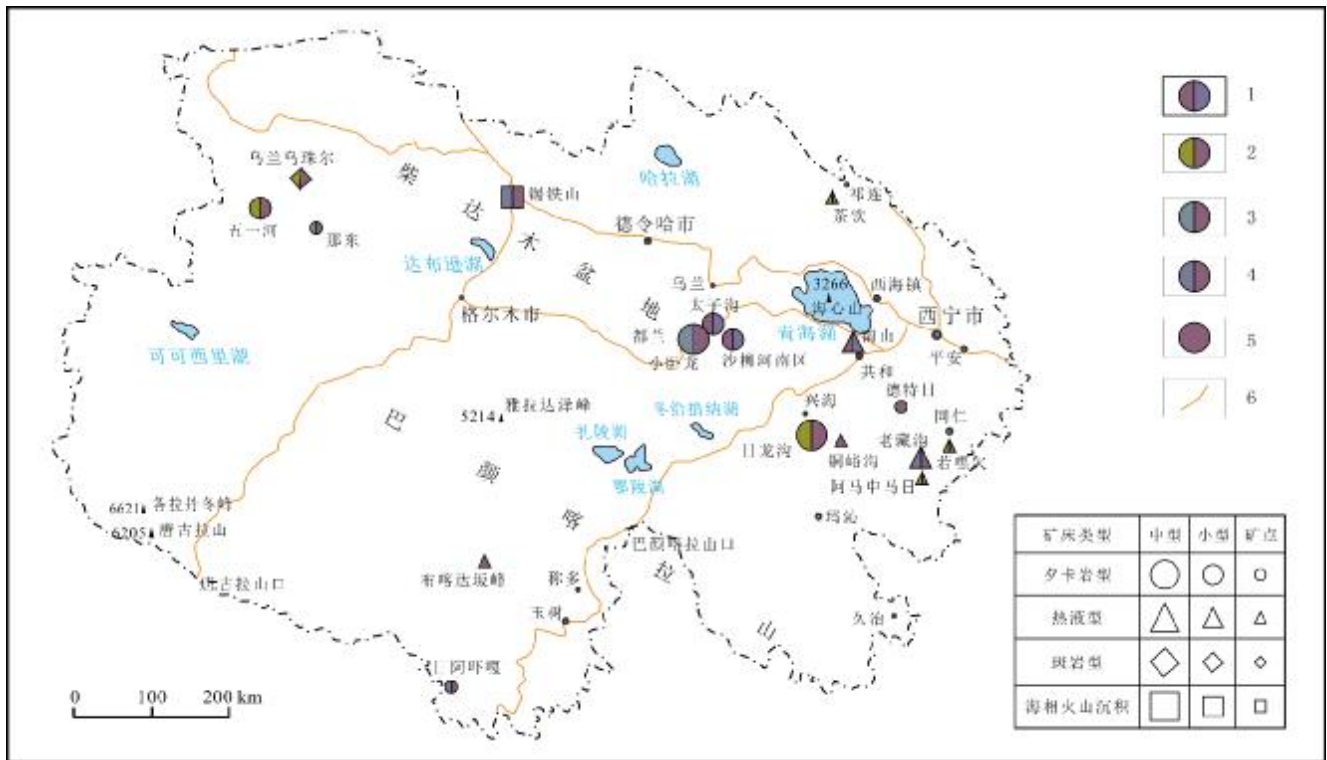 乌兰乌珠尔
五一河
那东
柴
达
木
盆
地
锡铁山
哈拉湖
祁连
茶次
德令哈市
达布逊湖
乌兰
3266
海心山
西海镇
太子沟
格尔木市
都兰
青海湖
西宁市
小卧龙
沙柳河南区
平安
共和
可可西里湖
德特日
兴海
同仁
冬给措纳湖
5214
雅拉达泽峰
巴
颜
喀
拉
山
扎陵湖
鄂陵湖
日龙沟
铜峪沟
老藏沟
阿马中马日
玛沁
6621
各拉丹冬峰
6205
唐古拉山
唐古拉山口
布喀达坂峰
巴颜喀拉山口
称多
玉树
久治
阿吓嘎
0 100 200 km
1
2
3
4
5
6
矿床类型 中型 小型 矿点
夕卡岩型
热液型
斑岩型
海相火山沉积